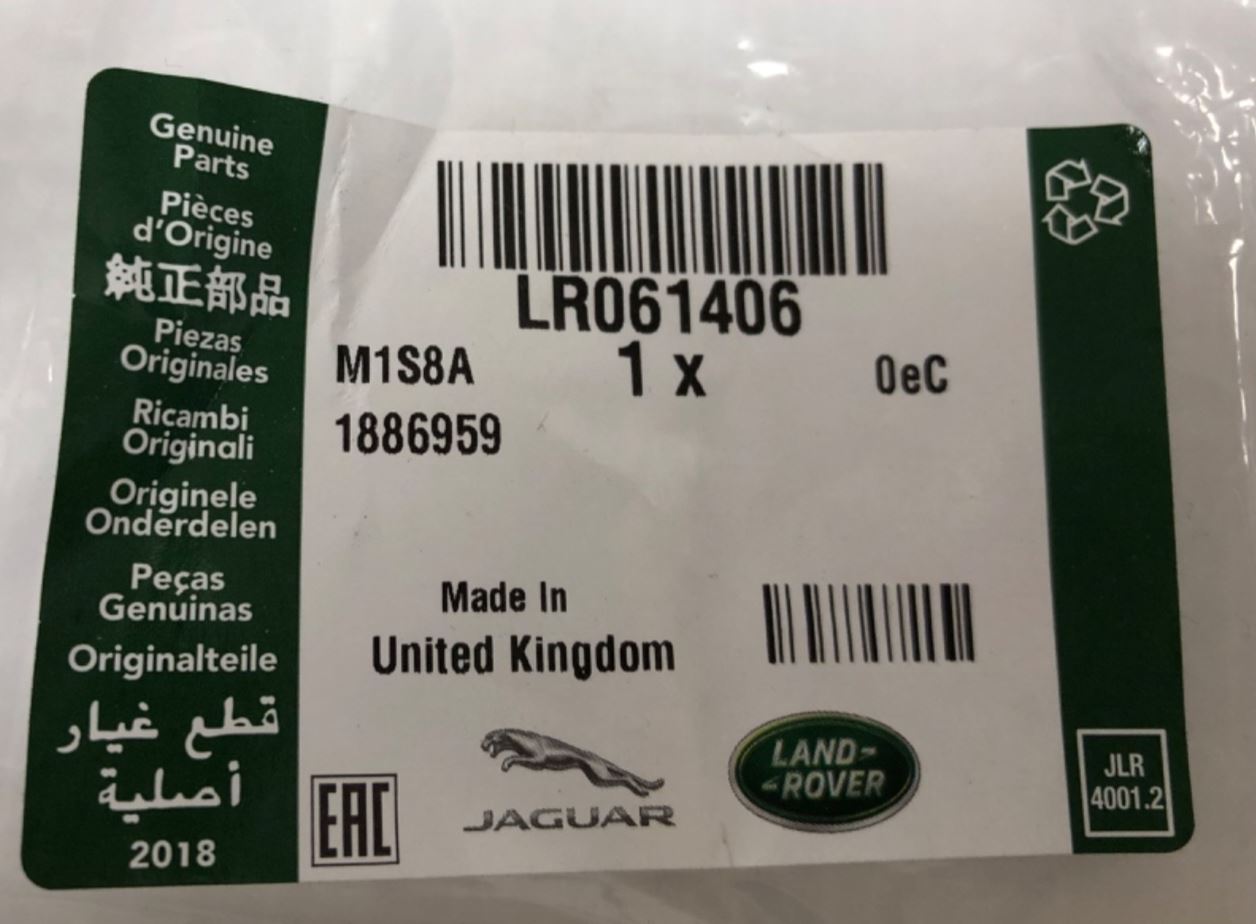 Genuine
Parts
Pièces
d'Origine
純正部品
Piezas
Originales
Ricambi
Originali
Originele
Onderdelen
Peças
Genuinas
Originalteile
قطع غيار
أصلية
2018
LR061406
M1S8A 1 x 0eC
1886959
Made In
United Kingdom
EAC
JAGUAR
LAND-
-ROVER
JLR
4001.2